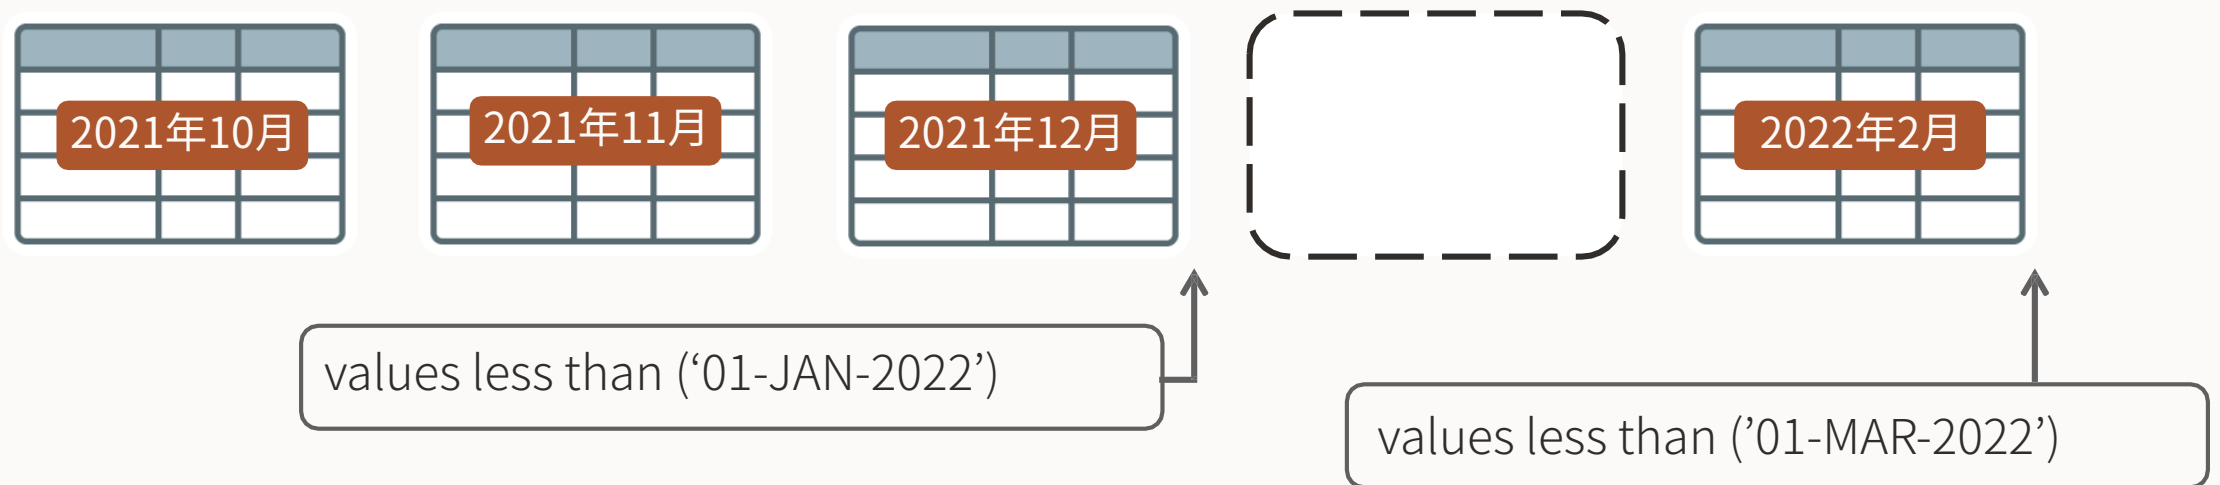 2021年10月
2021年11月
2021年12月
2022年2月
values less than (‘01-JAN-2022’)
values less than (’01-MAR-2022’)